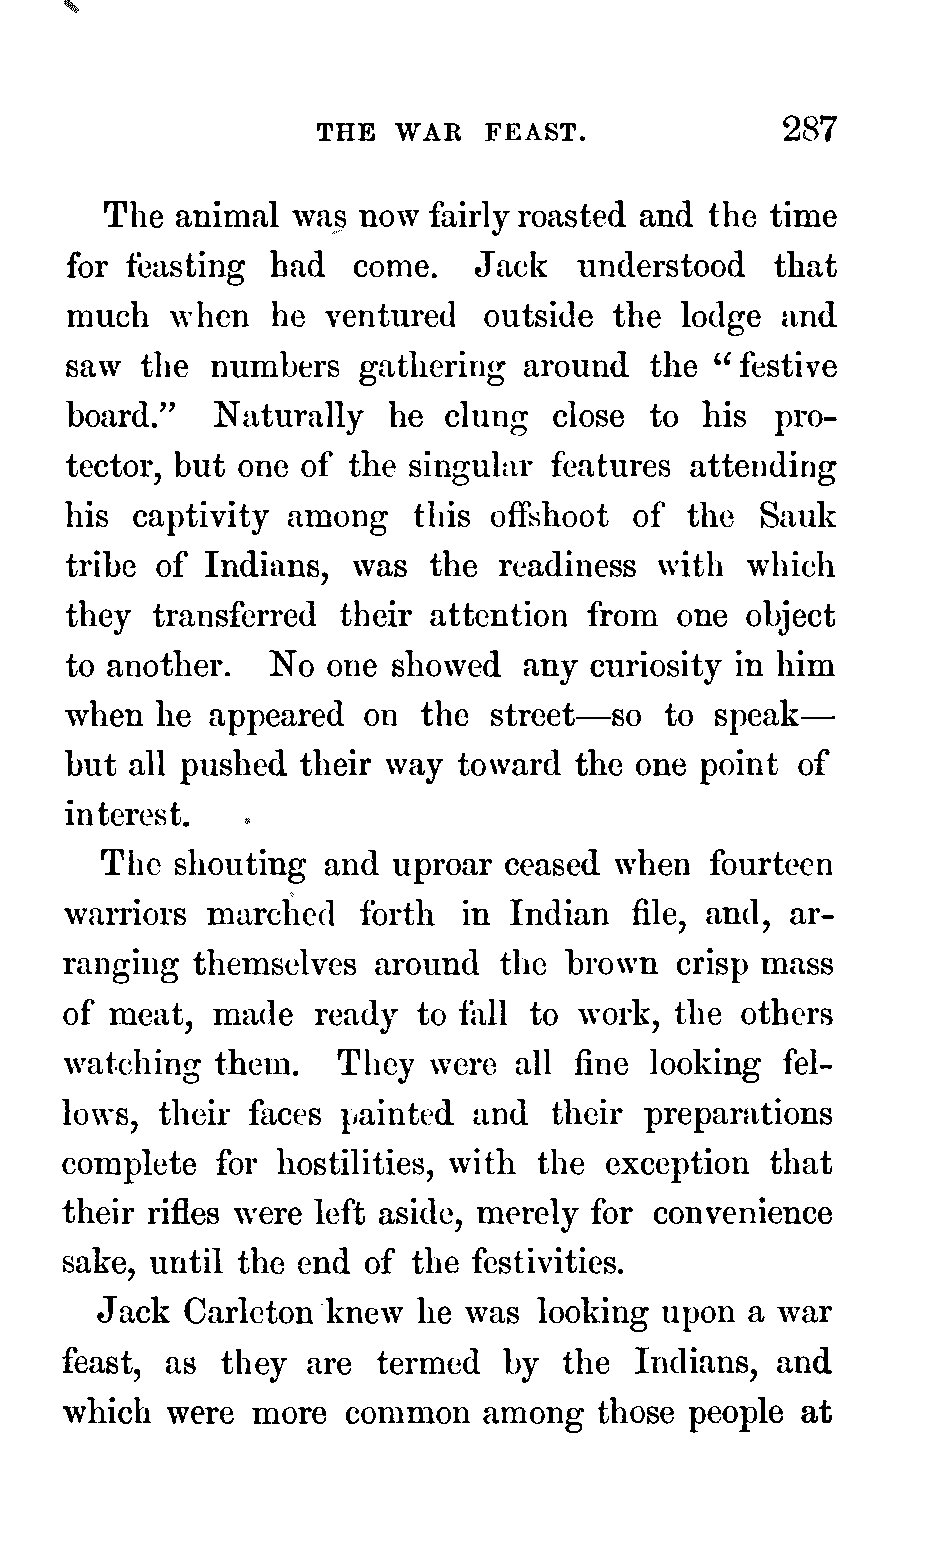 THE WAR FEAST. 287
The animal was now fairly roasted and the time
for feasting had come. Jack understood that
much when he ventured outside the lodge and
saw the numbers gathering around the “festive
board.” Naturally he clung close to his pro-
tector, but one of the singular features attending
his captivity among this offshoot of the Sauk
tribe of Indians, was the readiness with which
they transferred their attention from one object
to another. No one showed any curiosity in him
when he appeared on the street—so to speak—
but all pushed their way toward the one point of
interest.
The shouting and uproar ceased when fourteen
warriors marched forth in Indian file, and, ar-
ranging themselves around the brown crisp mass
of meat, made ready to fall to work, the others
watching them. They were all fine looking fel-
lows, their faces painted and their preparations
complete for hostilities, with the exception that
their rifles were left aside, merely for convenience
sake, until the end of the festivities.
Jack Carleton knew he was looking upon a war
feast, as they are termed by the Indians, and
which were more common among those people at